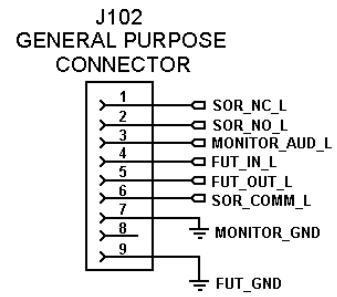 J102
GENERAL PURPOSE
CONNECTOR
1 SOR_NC_L
2 SOR_NO_L
3 MONITOR_AUD_L
4 FUT_IN_L
5 FUT_OUT_L
6 SOR_COMM_L
7 MONITOR_GND
8
9 FUT_GND